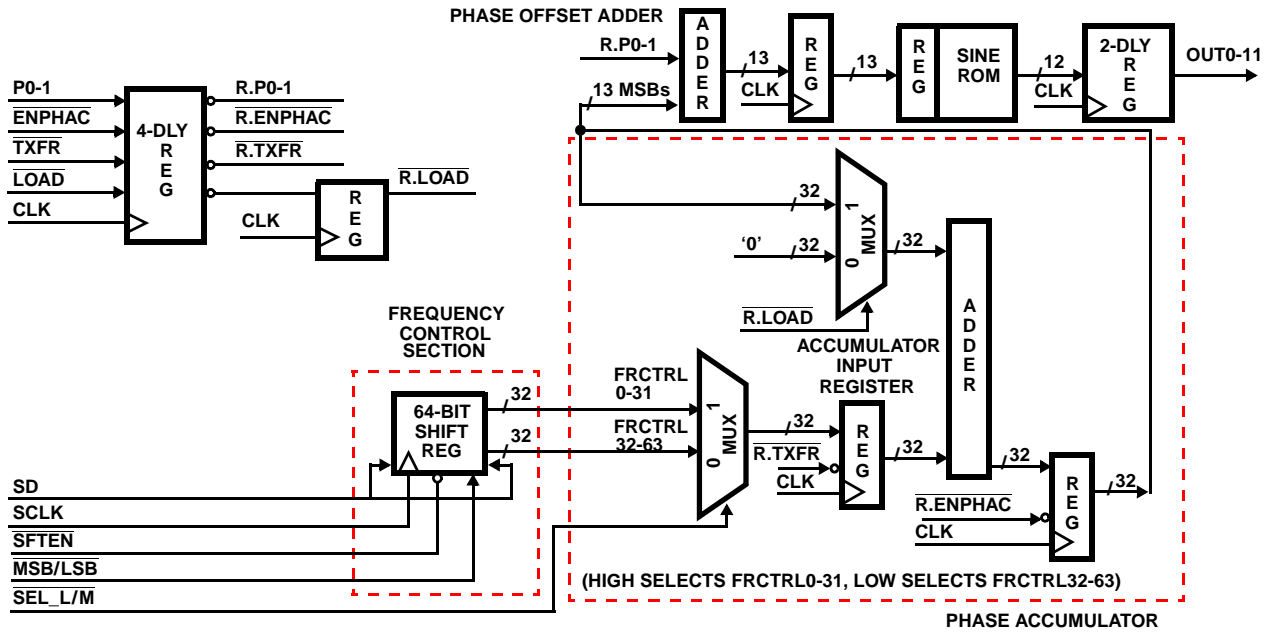 PHASE OFFSET ADDER
R.P0-1
ADDER
13
CLK
REG
13
REG
SINE
ROM
12
CLK
2-DLY
REG
OUT0-11
13 MSBs
P0-1
ENPHAC
TXFR
LOAD
CLK
4-DLY
REG
R.P0-1
R.ENPHAC
R.TXFR
CLK
REG
R.LOAD
32
'0'
32
1
0
MUX
32
R.LOAD
ADDER
FREQUENCY
CONTROL
SECTION
64-BIT
SHIFT
REG
32
32
FRCTRL
0-31
FRCTRL
32-63
1
0
MUX
32
ACCUMULATOR
INPUT
REGISTER
R.TXFR
CLK
REG
32
32
R.ENPHAC
CLK
REG
32
SD
SCLK
SFTEN
MSB/LSB
SEL_L/M
(HIGH SELECTS FRCTRL0-31, LOW SELECTS FRCTRL32-63)
PHASE ACCUMULATOR